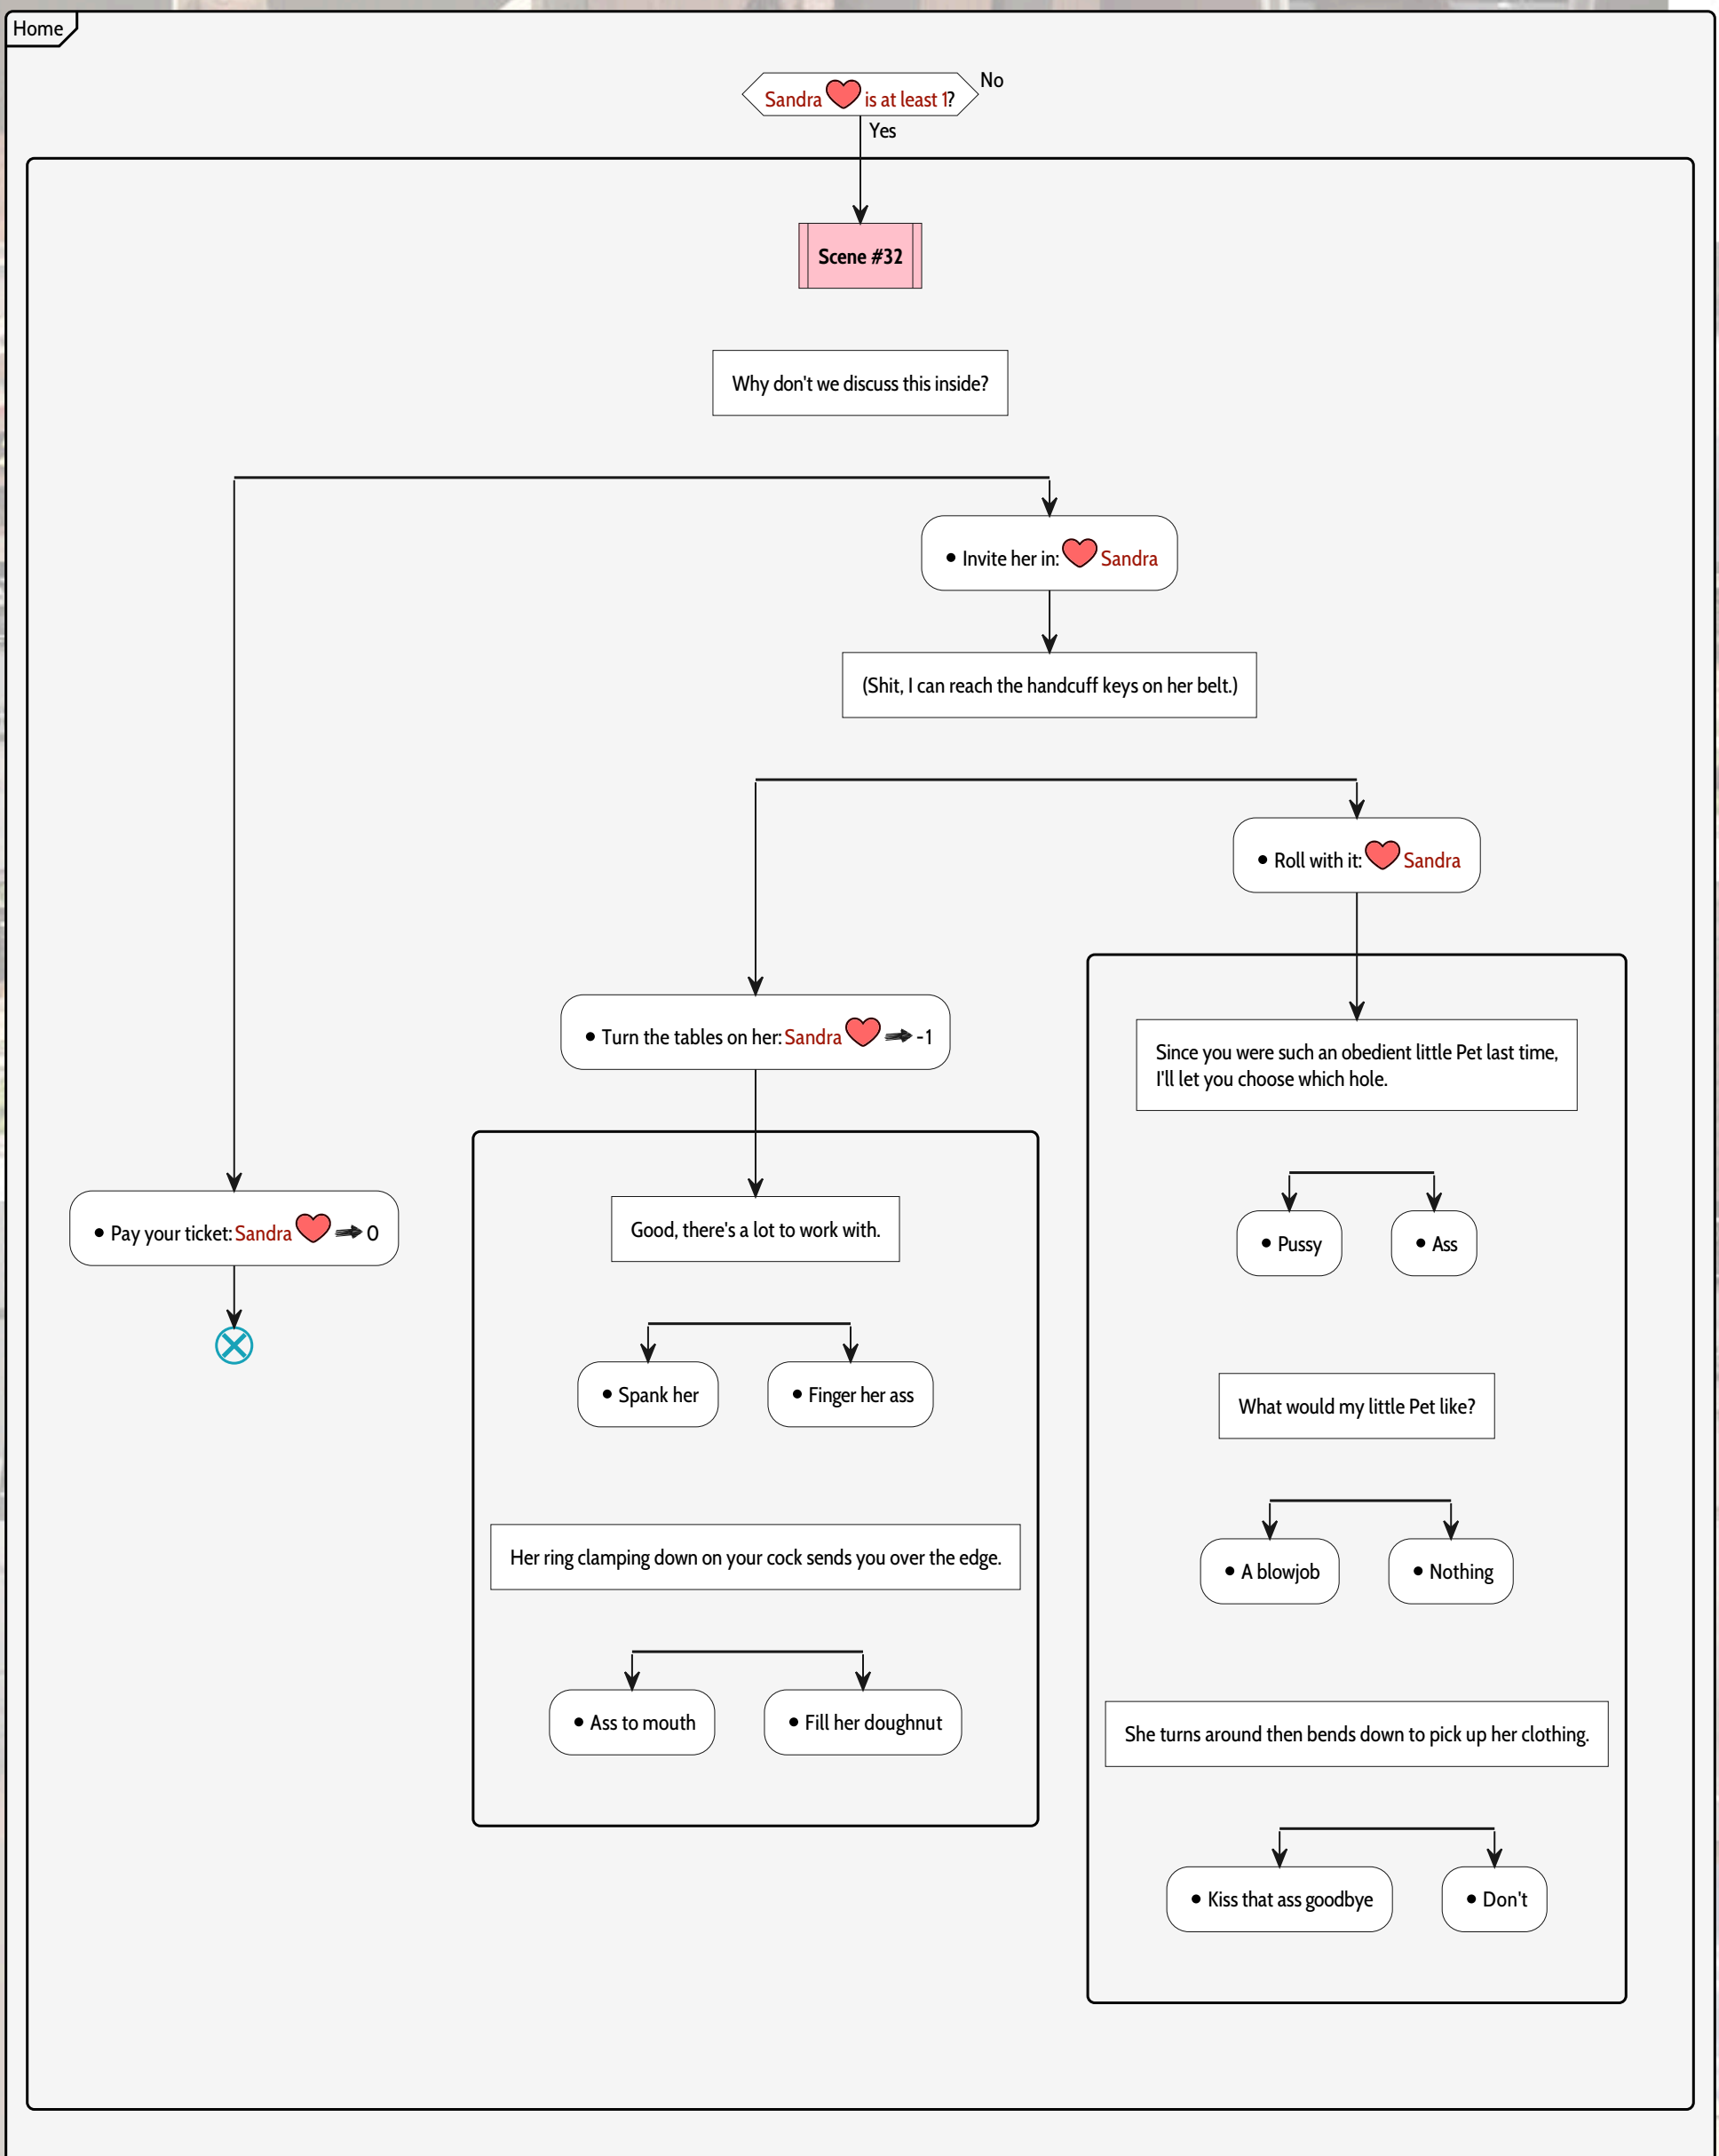 Home
Sandra is at least 1?
No
Yes
Scene #32
Why don't we discuss this inside?
• Invite her in: Sandra
(Shit, I can reach the handcuff keys on her belt.)
• Roll with it: Sandra
• Turn the tables on her: Sandra -1
Since you were such an obedient little Pet last time,
I'll let you choose which hole.
• Pay your ticket: Sandra 0
Good, there's a lot to work with.
• Pussy
• Ass
• Spank her
• Finger her ass
What would my little Pet like?
Her ring clamping down on your cock sends you over the edge.
• A blowjob
• Nothing
• Ass to mouth
• Fill her doughnut
She turns around then bends down to pick up her clothing.
• Kiss that ass goodbye
• Don't